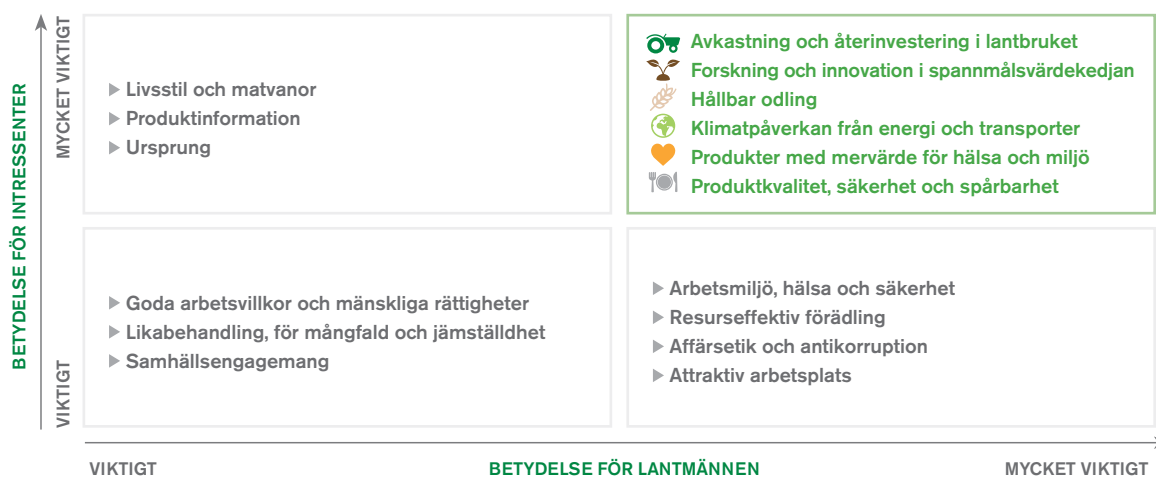 BETYDELSE FÖR INTRESSENTER
MYCKET VIKTIGT
Livsstil och matvanor
Produktinformation
Ursprung
Avkastning och återinvestering i lantbruket
Forskning och innovation i spannmålsvärdekedjan
Hållbar odling
Klimatpåverkan från energi och transporter
Produkter med mervärde för hälsa och miljö
Produktkvalitet, säkerhet och spårbarhet
VIKTIGT
Goda arbetsvillkor och mänskliga rättigheter
Likabehandling, för mångfald och jämställdhet
Samhällsengagemang
Arbetsmiljö, hälsa och säkerhet
Resurseffektiv förädling
Affärsetik och antikorruption
Attraktiv arbetsplats
VIKTIGT
BETYDELSE FÖR LANTMÄNNEN
MYCKET VIKTIGT